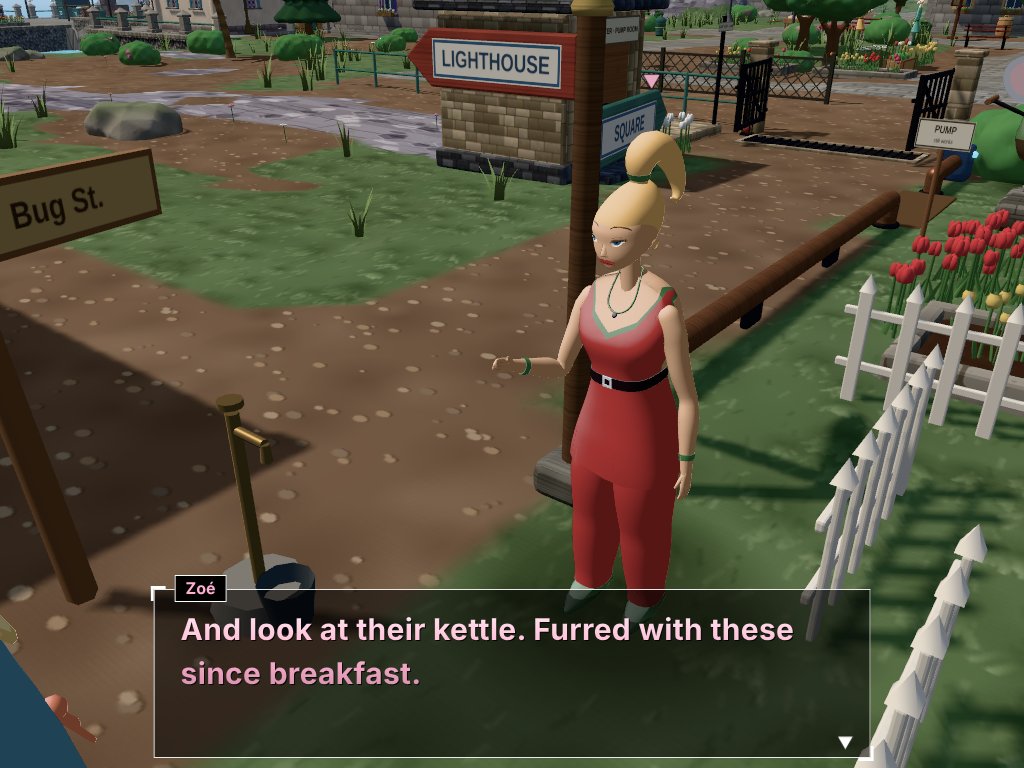 LIGHTHOUSE
SQUARE
PUMP
Bug St.
Zoé
And look at their kettle. Furred with these
since breakfast.